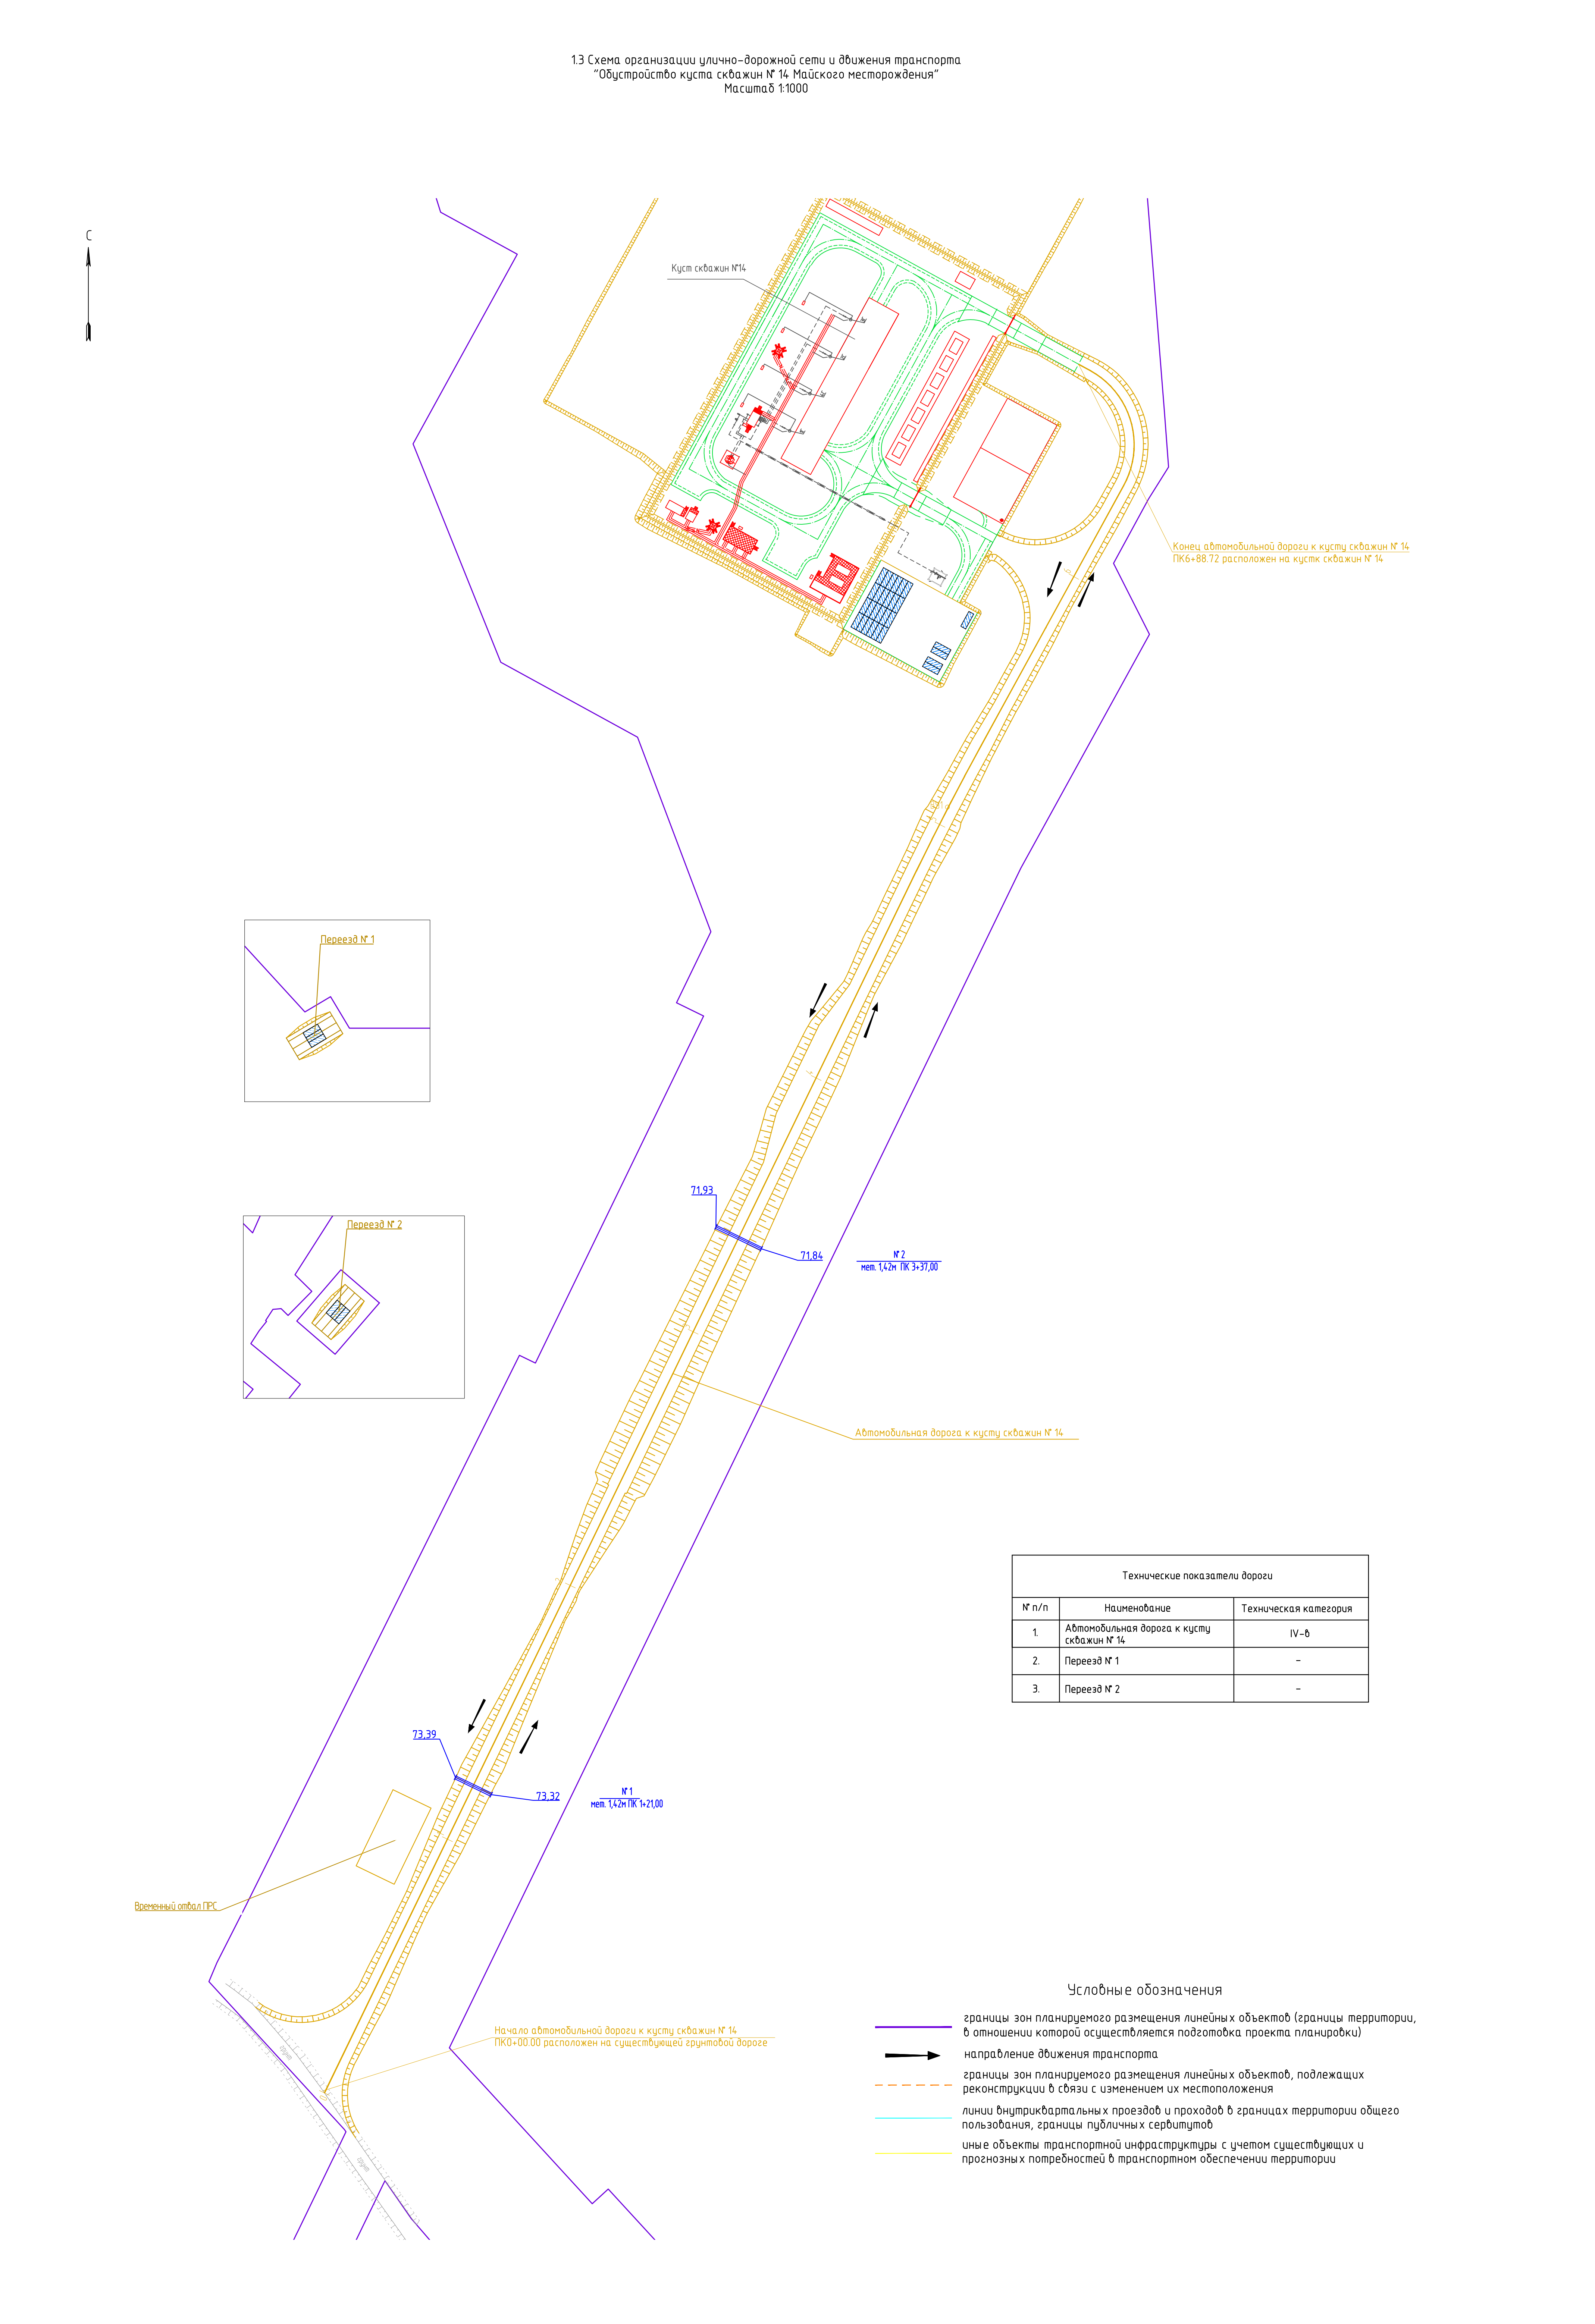 1.3 Схема организации улично-дорожной сети и движения транспорта
"Обустройство куста скважин № 14 Майского месторождения"
Масштаб 1:1000
С
Куст скважин №14
Конец автомобильной дороги к кусту скважин № 14
ПК6+88.72 расположен на кустк скважин № 14
Переезд № 1
71,93
Переезд № 2
71,84
№ 2
мет. 1,42м ПК 3+37,00
Автомобильная дорога к кусту скважин № 14
Технические показатели дороги
№ п/п
Наименование
Техническая категория
1.
Автомобильная дорога к кусту
скважин № 14
IV-в
2.
Переезд № 1
-
3.
Переезд № 2
-
73,39
73,32
№ 1
мет. 1,42м ПК 1+21,00
Временный отвал ПРС
Условные обозначения
границы зон планируемого размещения линейных объектов (границы территории,
в отношении которой осуществляется подготовка проекта планировки)
Начало автомобильной дороги к кусту скважин № 14
ПК0+00.00 расположен на существующей грунтовой дороге
направление движения транспорта
границы зон планируемого размещения линейных объектов, подлежащих
реконструкции в связи с изменением их местоположения
линии внутриквартальных проездов и проходов в границах территории общего
пользования, границы публичных сервитутов
иные объекты транспортной инфраструктуры с учетом существующих и
прогнозных потребностей в транспортном обеспечении территории